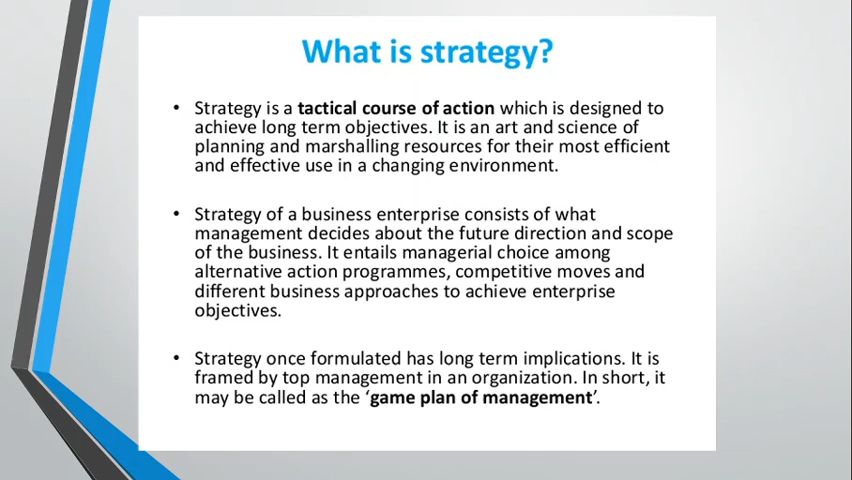 What is strategy?
• Strategy is a tactical course of action which is designed to
achieve long term objectives. It is an art and science of
planning and marshalling resources for their most efficient
and effective use in a changing environment.
• Strategy of a business enterprise consists of what
management decides about the future direction and scope
of the business. It entails managerial choice among
alternative action programmes, competitive moves and
different business approaches to achieve enterprise
objectives.
• Strategy once formulated has long term implications. It is
framed by top management in an organization. In short, it
may be called as the ‘game plan of management’.